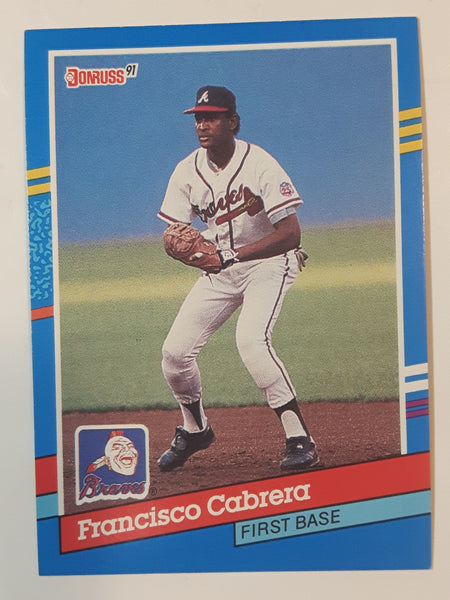 DONRUSS 91
A
Braves
Braves
Francisco Cabrera
FIRST BASE